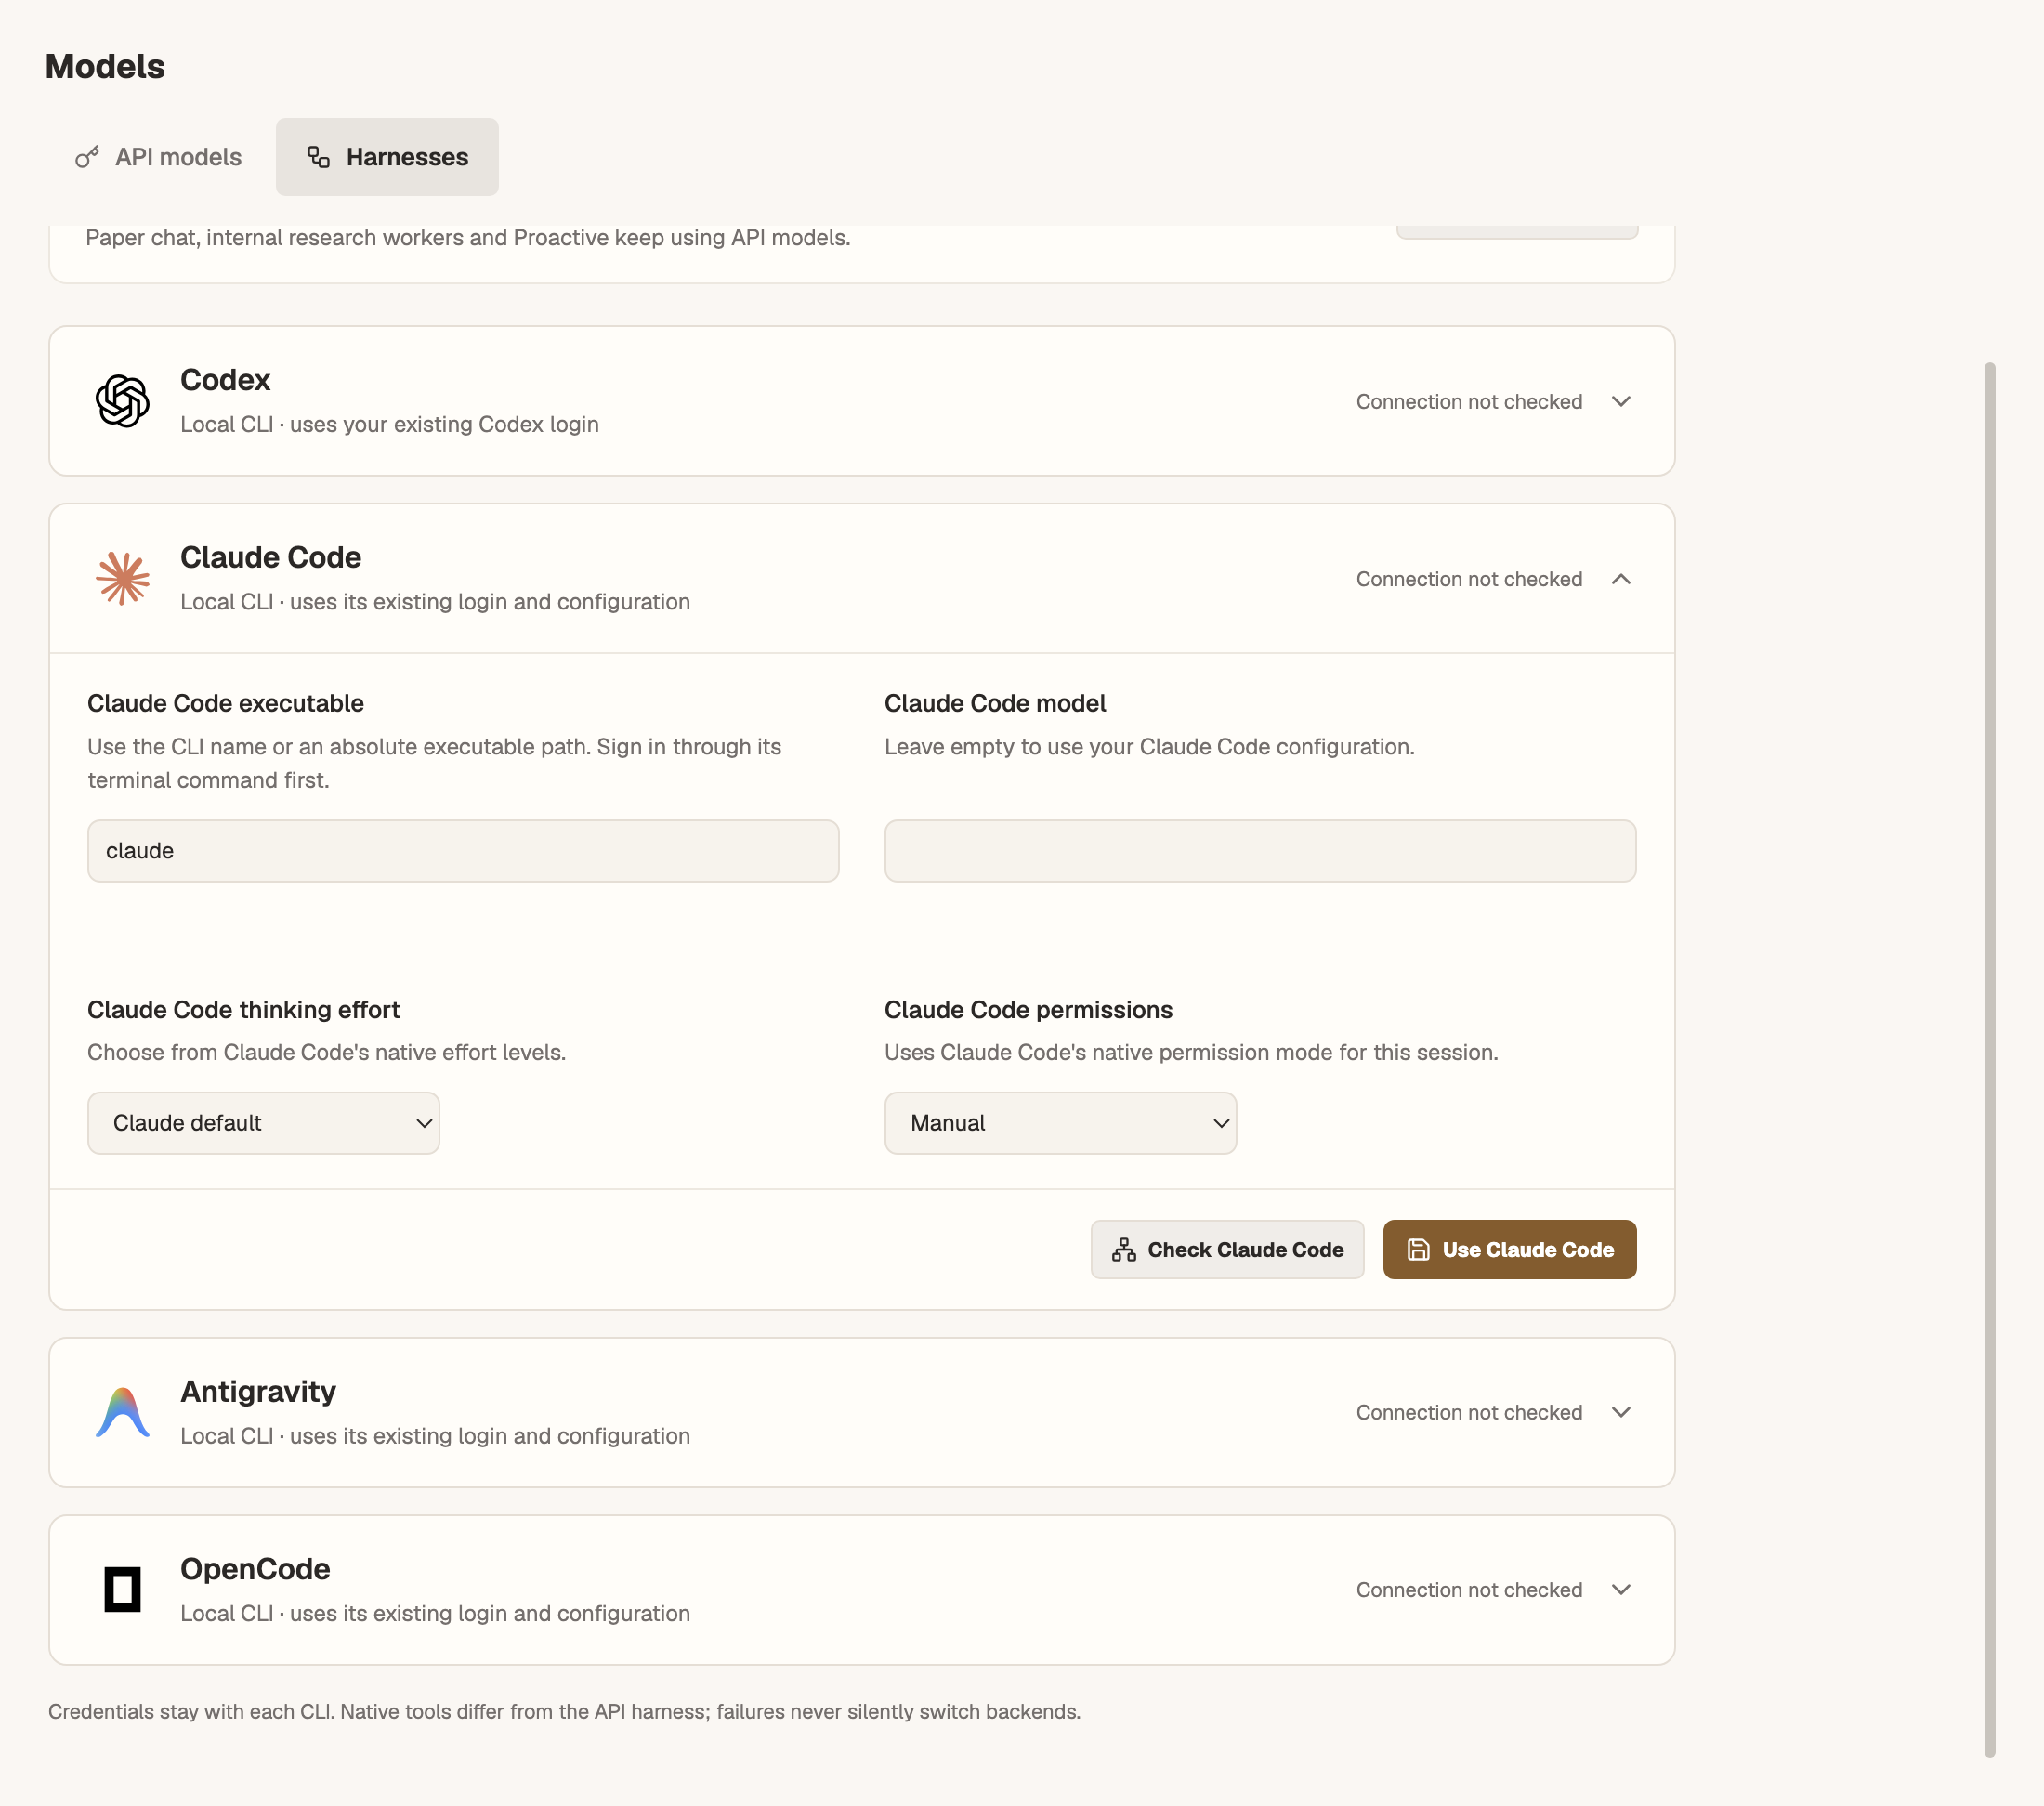 Models
API models
Harnesses
Paper chat, internal research workers and Proactive keep using API models.
Codex
Local CLI · uses your existing Codex login
Connection not checked
Claude Code
Local CLI · uses its existing login and configuration
Connection not checked
Claude Code executable
Use the CLI name or an absolute executable path. Sign in through its
terminal command first.
claude
Claude Code model
Leave empty to use your Claude Code configuration.
Claude Code thinking effort
Choose from Claude Code's native effort levels.
Claude default
Claude Code permissions
Uses Claude Code's native permission mode for this session.
Manual
Check Claude Code
Use Claude Code
Antigravity
Local CLI · uses its existing login and configuration
Connection not checked
OpenCode
Local CLI · uses its existing login and configuration
Connection not checked
Credentials stay with each CLI. Native tools differ from the API harness; failures never silently switch backends.